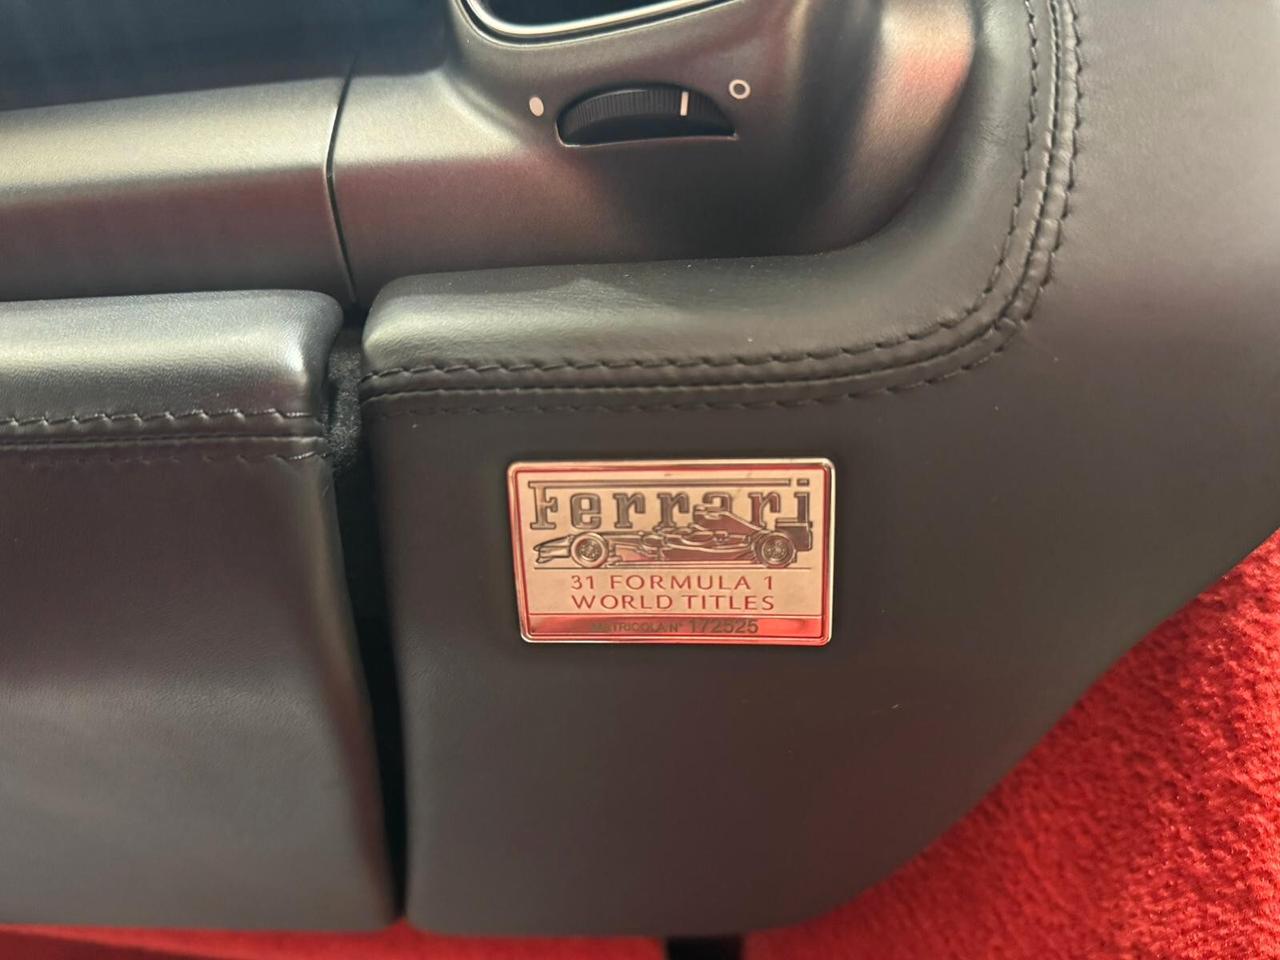 Ferrari
31 FORMULA 1
WORLD TITLES
MATRICOLA N° 172525